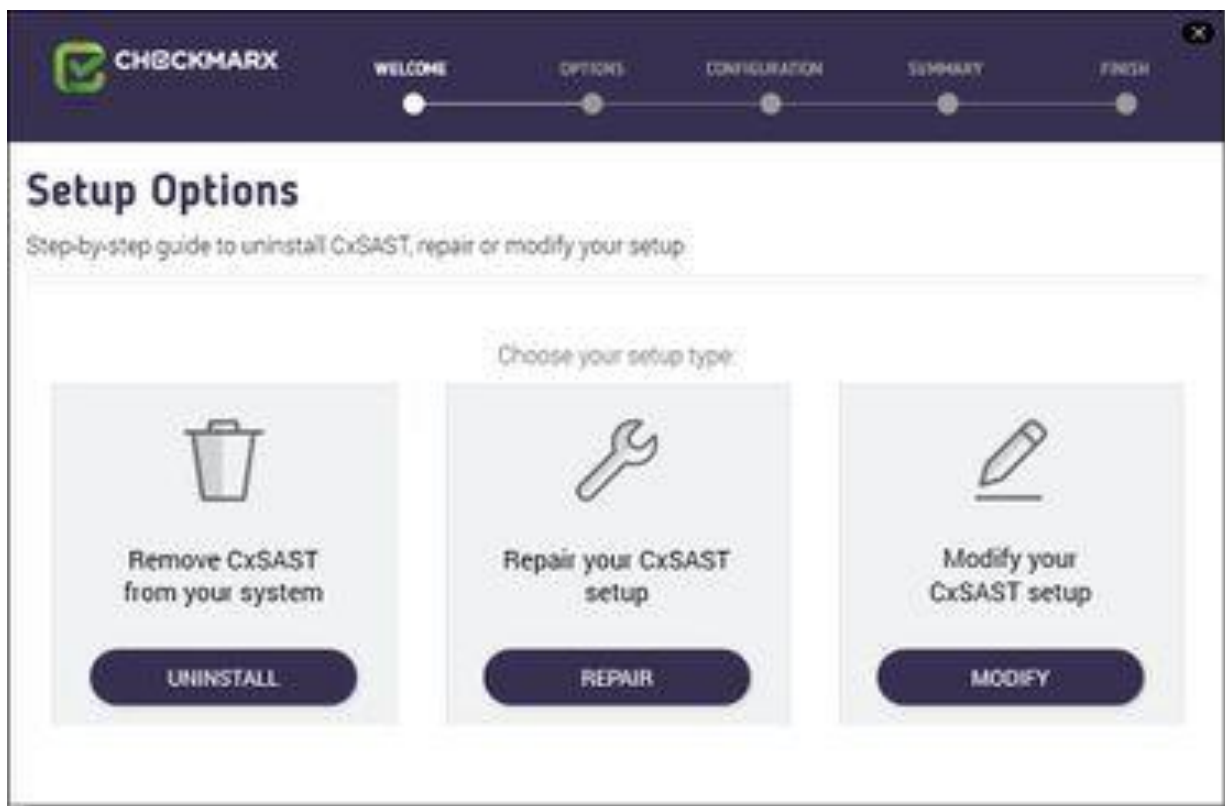 CHECKMARX
WELCOME
OPTIONS
CONFIGURATION
SUMMARY
FINISH
Setup Options
Step-by-step guide to uninstall CxSAST, repair or modify your setup
Choose your setup type:
Remove CxSAST
from your system
UNINSTALL
Repair your CxSAST
setup
REPAIR
Modify your
CxSAST setup
MODIFY